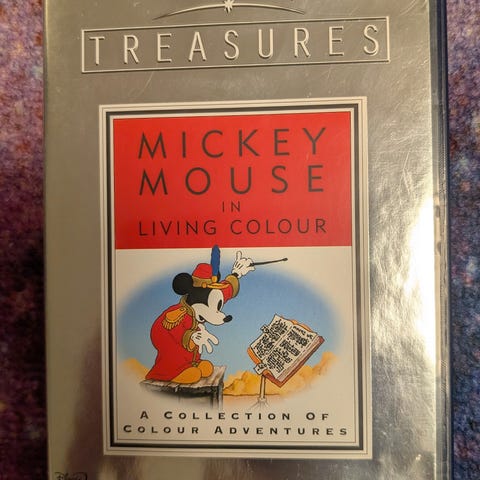 TREASURES
MICKEY
MOUSE
IN
LIVING COLOUR
A COLLECTION OF
COLOUR ADVENTURES